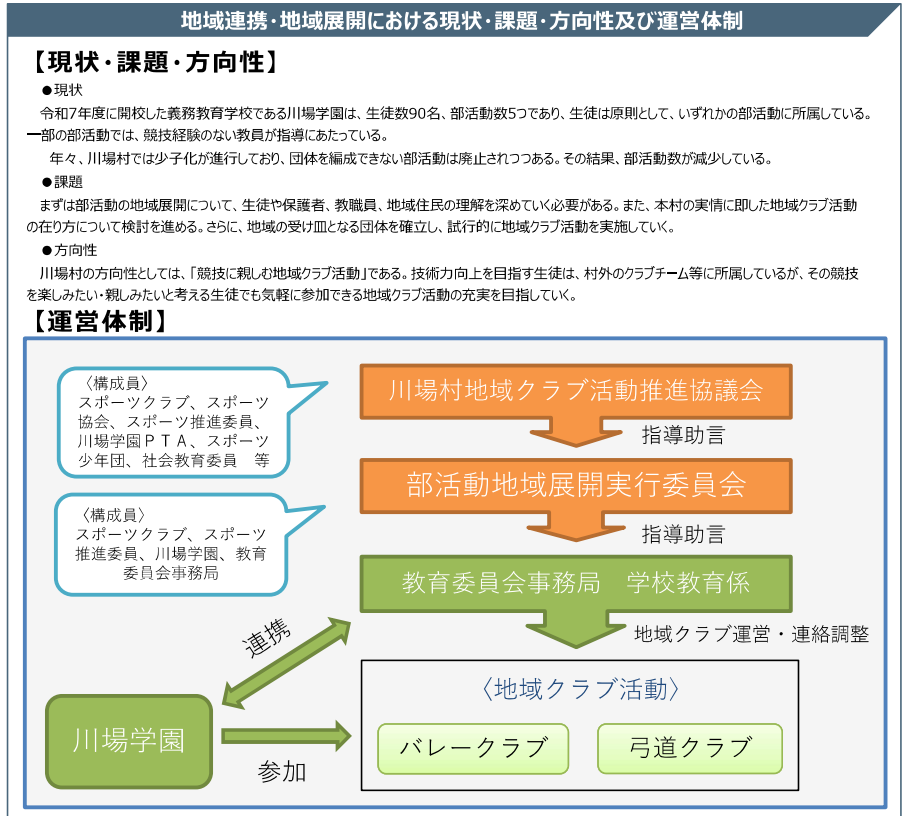 地域連携・地域展開における現状・課題・方向性及び運営体制
【現状・課題・方向性】
●現状
令和7年度に開校した義務教育学校である川場学園は、生徒数90名、部活動数5つであり、生徒は原則として、いずれかの部活動に所属している。
一部の部活動では、競技経験のない教員が指導にあたっている。
年々、川場村では少子化が進行しており、団体を編成できない部活動は廃止されつつある。その結果、部活動数が減少している。
●課題
まずは部活動の地域展開について、生徒や保護者、教職員、地域住民の理解を深めていく必要がある。また、本村の実情に即した地域クラブ活動
の在り方について検討を進める。さらに、地域の受け皿となる団体を確立し、試行的に地域クラブ活動を実施していく。
●方向性
川場村の方向性としては、「競技に親しむ地域クラブ活動」である。技術力向上を目指す生徒は、村外のクラブチーム等に所属しているが、その競技
を楽しみたい・親しみたいと考える生徒でも気軽に参加できる地域クラブ活動の充実を目指していく。
【運営体制】
〈構成員〉
スポーツクラブ、スポーツ
協会、スポーツ推進委員、
川場学園PTA、スポーツ
少年団、社会教育委員　等
川場村地域クラブ活動推進協議会
指導助言
部活動地域展開実行委員会
〈構成員〉
スポーツクラブ、スポーツ
推進委員、川場学園、教育
委員会事務局
指導助言
教育委員会事務局　学校教育係
連携
地域クラブ運営・連絡調整
〈地域クラブ活動〉
川場学園
参加
バレークラブ
弓道クラブ